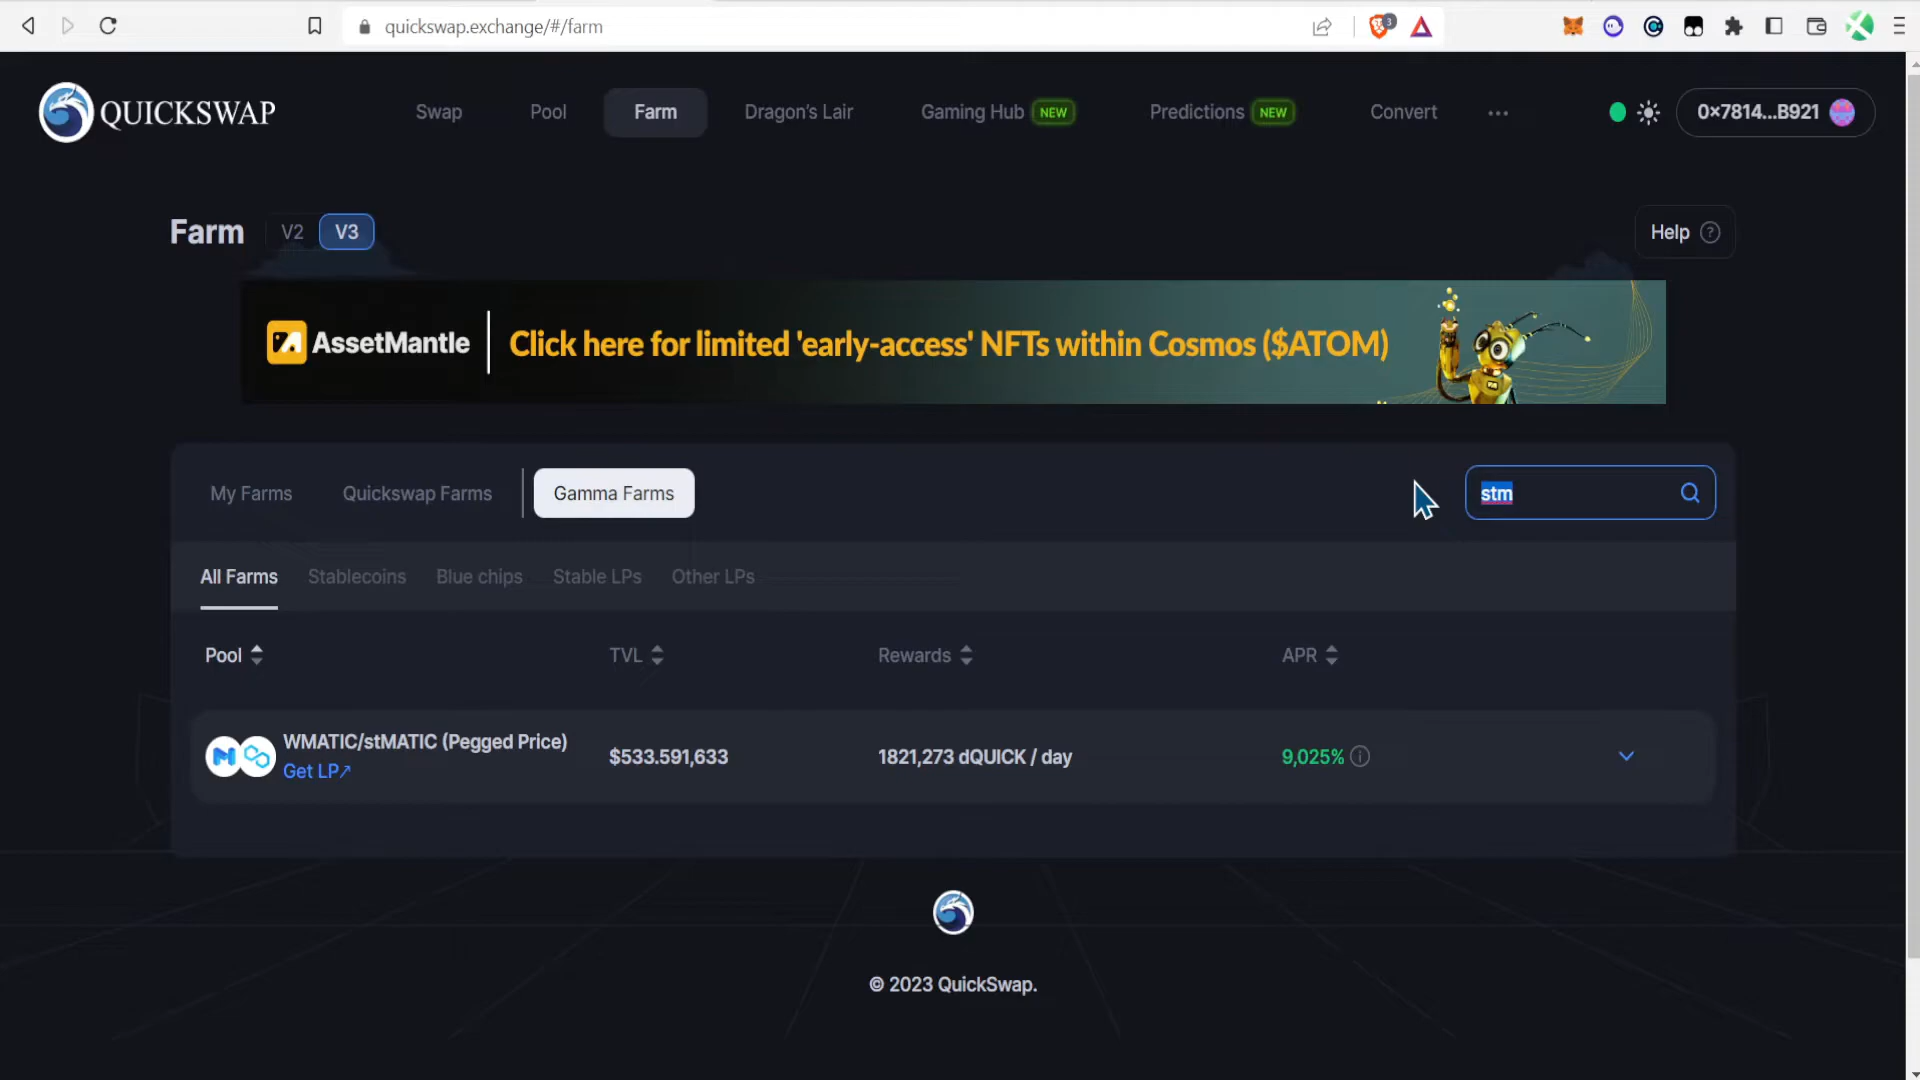 quickswap.exchange/#/farm
3
QUICKSWAP
Swap
Pool
Farm
Dragon's Lair
Gaming Hub NEW
Predictions NEW
Convert
0x7814...B921
Farm
V2
V3
Help ?
AssetMantle
Click here for limited 'early-access' NFTs within Cosmos ($ATOM)
My Farms
Quickswap Farms
Gamma Farms
stm
All Farms
Stablecoins
Blue chips
Stable LPs
Other LPs
Pool
TVL
Rewards
APR
WMATIC/stMATIC (Pegged Price)
Get LP↗
$533.591,633
1821,273 dQUICK / day
9,025%
© 2023 QuickSwap.